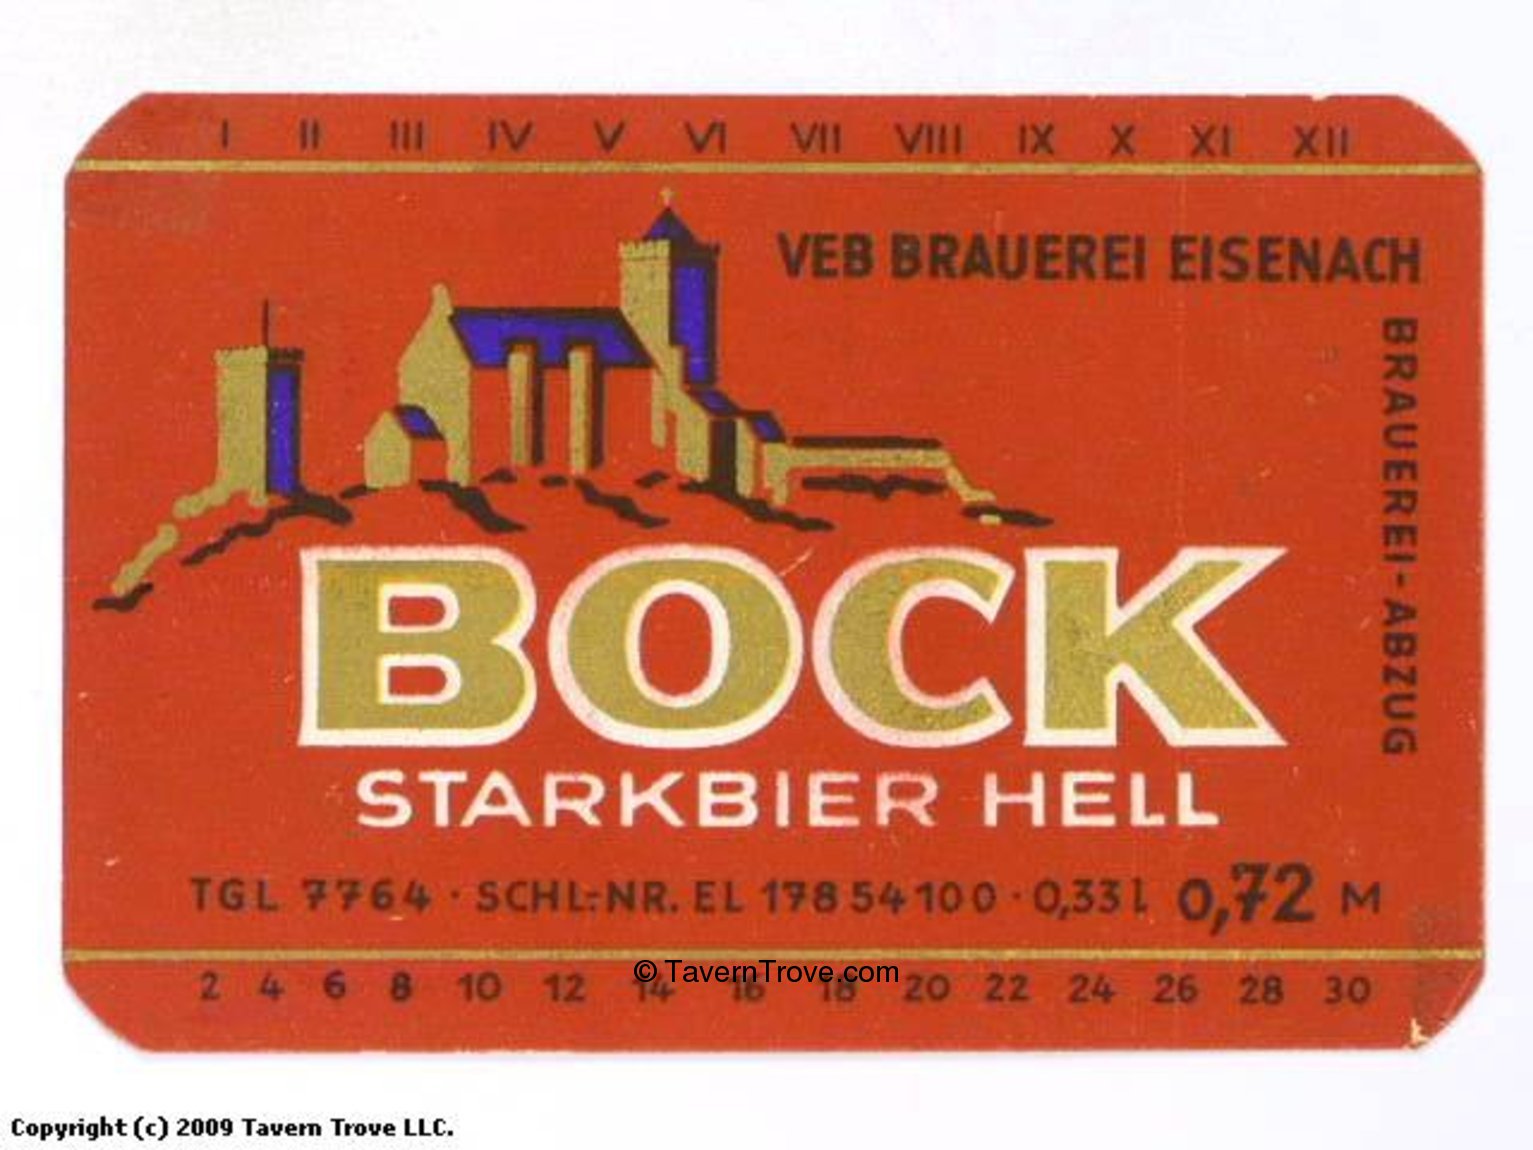 I II III IV V VI VII VIII IX X XI XII
VEB BRAUEREI EISENACH
BRAUEREI-ABZUG
BOCK
STARKBIER HELL
TGL 7764 · SCHL.-NR. EL 178 54 100 · 0,33 l 0,72 M
2 4 6 8 10 12 14 16 18 20 22 24 26 28 30
© TavernTrove.com
Copyright (c) 2009 Tavern Trove LLC.